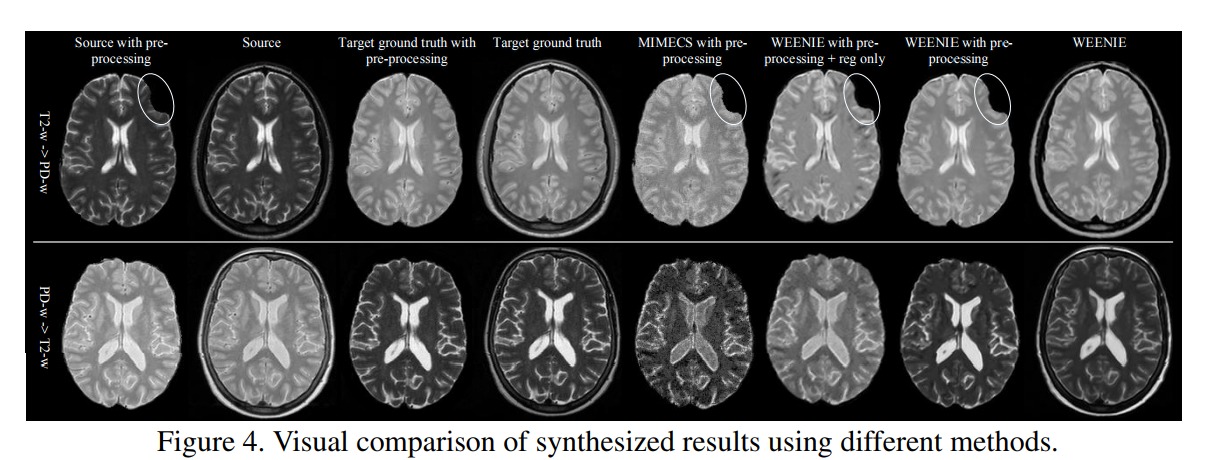 Source with pre-
processing
Source
Target ground truth with
pre-processing
Target ground truth
MIMECS with pre-
processing
WEENIE with pre-
processing + reg only
WEENIE with pre-
processing
WEENIE
T2-w -> PD-w
PD-w -> T2-w
Figure 4. Visual comparison of synthesized results using different methods.